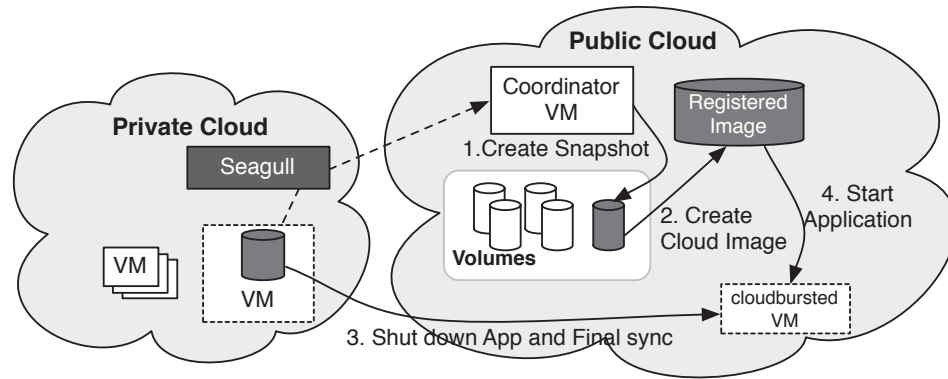 Public Cloud
Private Cloud
Seagull
VM
VM
Coordinator
VM
Registered
Image
1.Create Snapshot
Volumes
2. Create
Cloud Image
4. Start
Application
cloudbursted
VM
3. Shut down App and Final sync